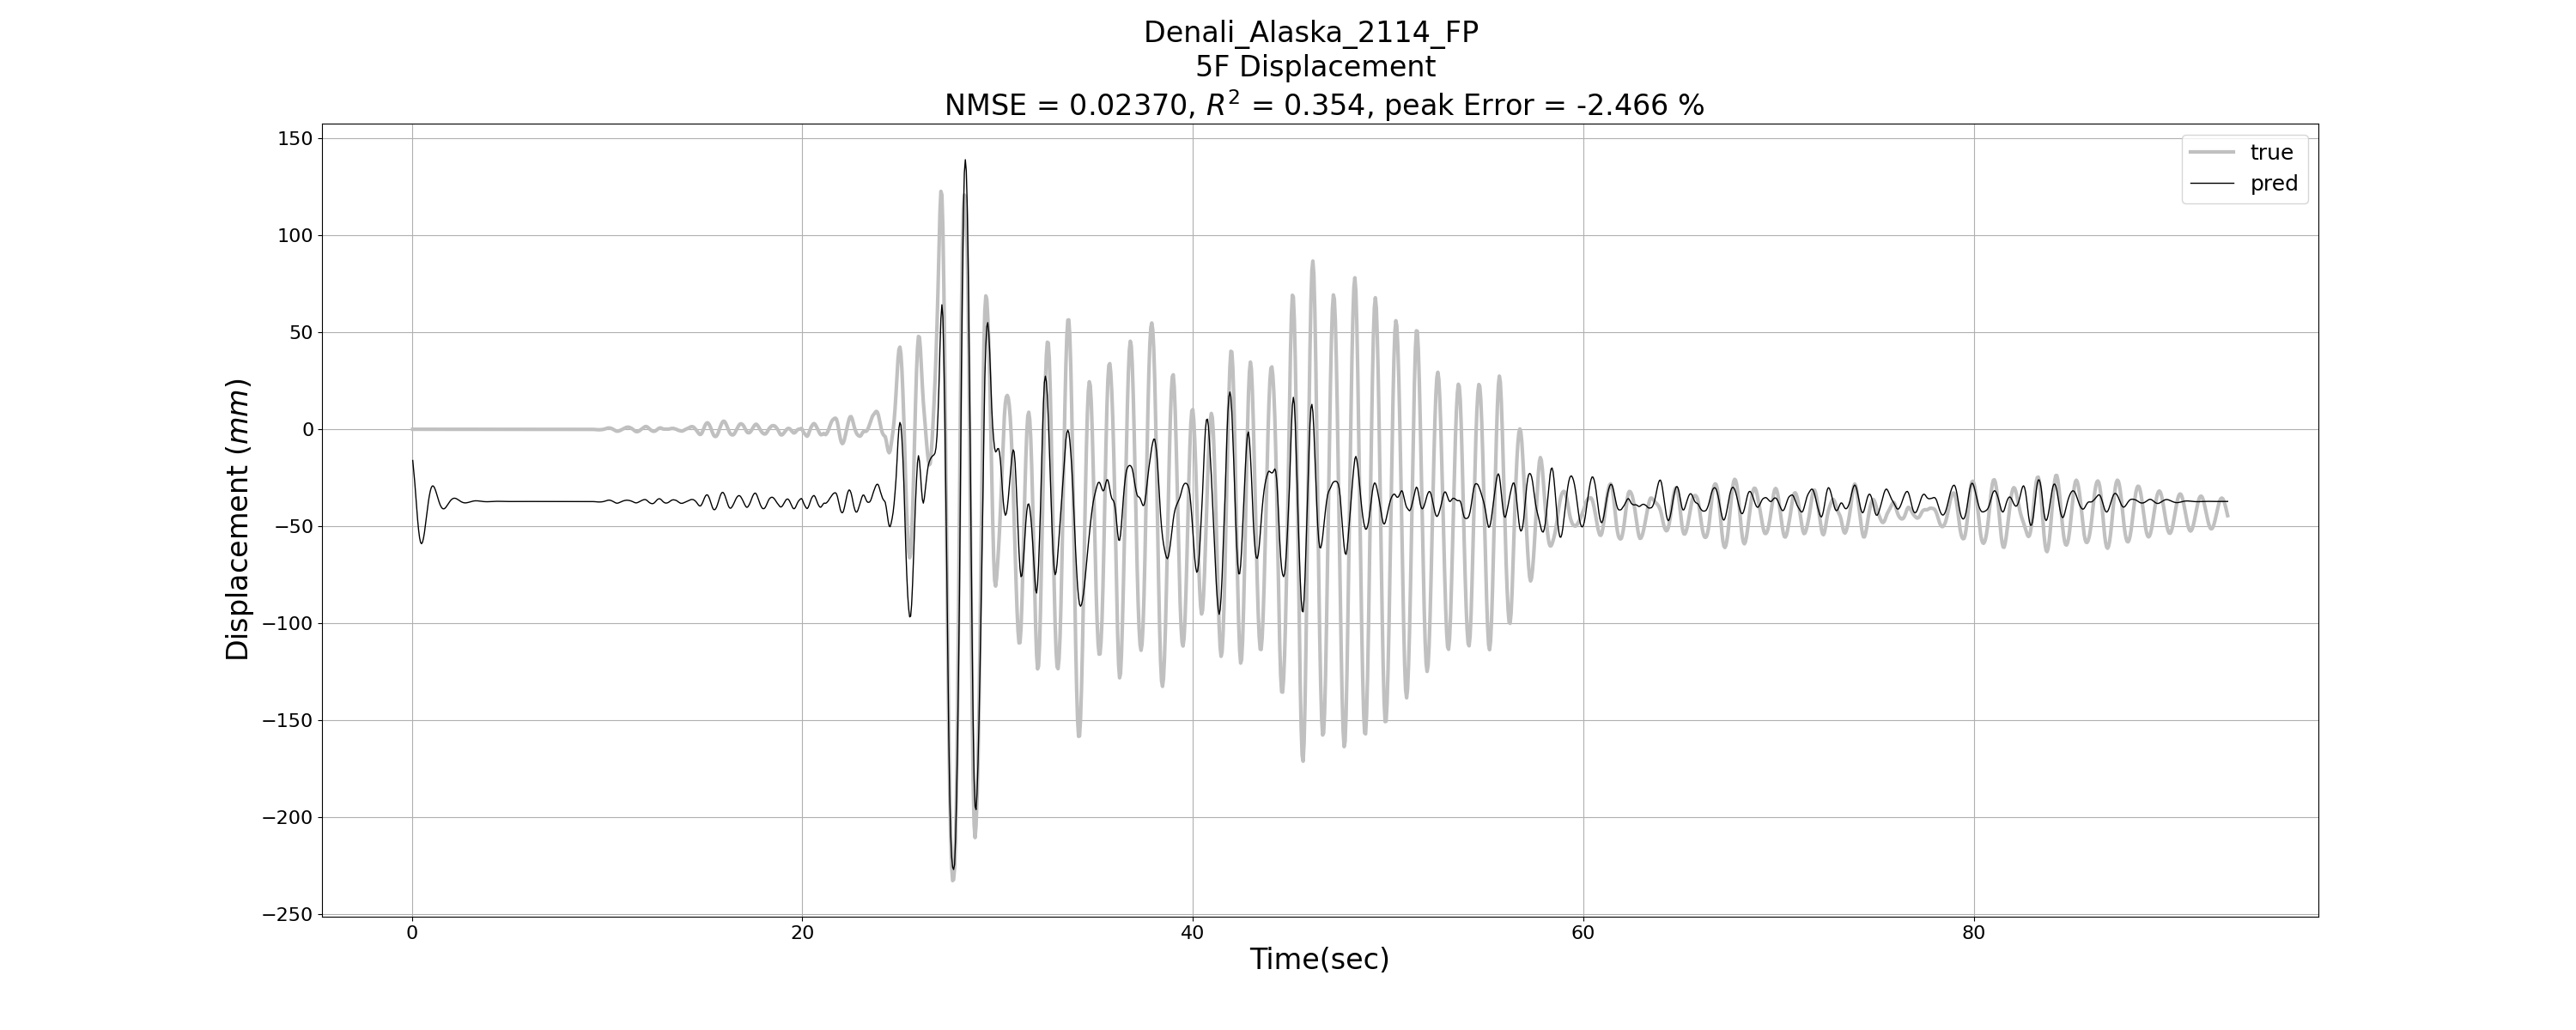 Denali_Alaska_2114_FP
5F Displacement
NMSE = 0.02370, R² = 0.354, peak Error = -2.466 %
150
100
50
0
−50
−100
−150
−200
−250
Displacement (mm)
true
pred
0 20 40 60 80
Time(sec)